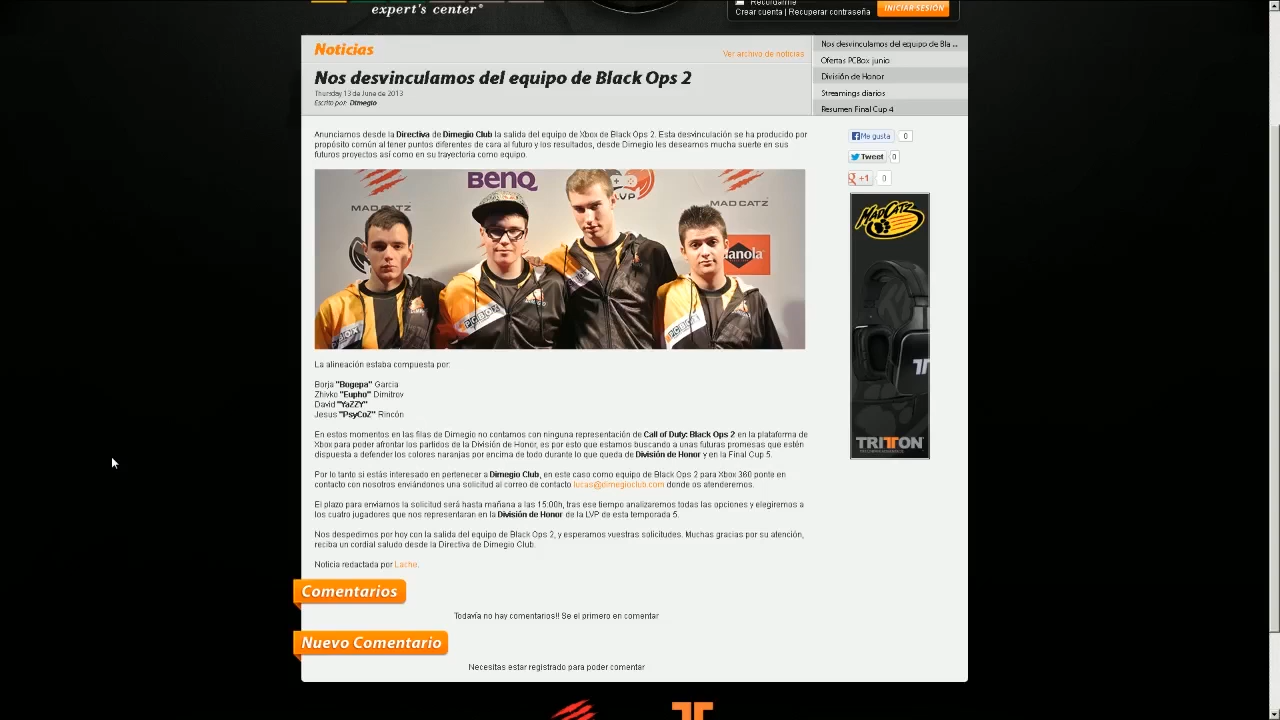 expert's center
Recordarme
Crear cuenta | Recuperar contraseña
INICIAR SESIÓN
Noticias
Ver archivo de noticias
Nos desvinculamos del equipo de Black Ops 2
Thursday 13 de June de 2013
Escrito por: Dimegio
Nos desvinculamos del equipo de Bla ...
Ofertas PCBox junio
División de Honor
Streamings diarios
Resumen Final Cup 4
Me gusta 0
Tweet 0
+1 0
Anunciamos desde la Directiva de Dimegio Club la salida del equipo de Xbox de Black Ops 2. Esta desvinculación se ha producido por
propósito común al tener puntos diferentes de cara al futuro y los resultados, desde Dimegio les deseamos mucha suerte en sus
futuros proyectos así como en su trayectoria como equipo.
MAD CATZ
BenQ
LVP
MAD CATZ
PCBOX
PCBOX
PCBOX
MAD CATZ
TRITTON
La alineación estaba compuesta por:
Borja "Bogepa" Garcia
Zhivko "Eupho" Dimitrov
David "YaZZY"
Jesus "PsyCoZ" Rincón
En estos momentos en las filas de Dimegio no contamos con ninguna representación de Call of Duty: Black Ops 2 en la plataforma de
Xbox para poder afrontar los partidos de la División de Honor, es por esto que estamos buscando a unas futuras promesas que estén
dispuesta a defender los colores naranjas por encima de todo durante lo que queda de División de Honor y en la Final Cup 5.
Por lo tanto si estás interesado en pertenecer a Dimegio Club, en este caso como equipo de Black Ops 2 para Xbox 360 ponte en
contacto con nosotros enviándonos una solicitud al correo de contacto lucas@dimegioclub.com donde os atenderemos.
El plazo para enviarnos la solicitud será hasta mañana a las 15:00h, tras ese tiempo analizaremos todas las opciones y elegiremos a
los cuatro jugadores que nos representaran en la División de Honor de la LVP de esta temporada 5.
Nos despedimos por hoy con la salida del equipo de Black Ops 2, y esperamos vuestras solicitudes. Muchas gracias por su atención,
reciba un cordial saludo desde la Directiva de Dimegio Club.
Noticia redactada por Lache.
Comentarios
Todavía no hay comentarios!! Se el primero en comentar
Nuevo Comentario
Necesitas estar registrado para poder comentar